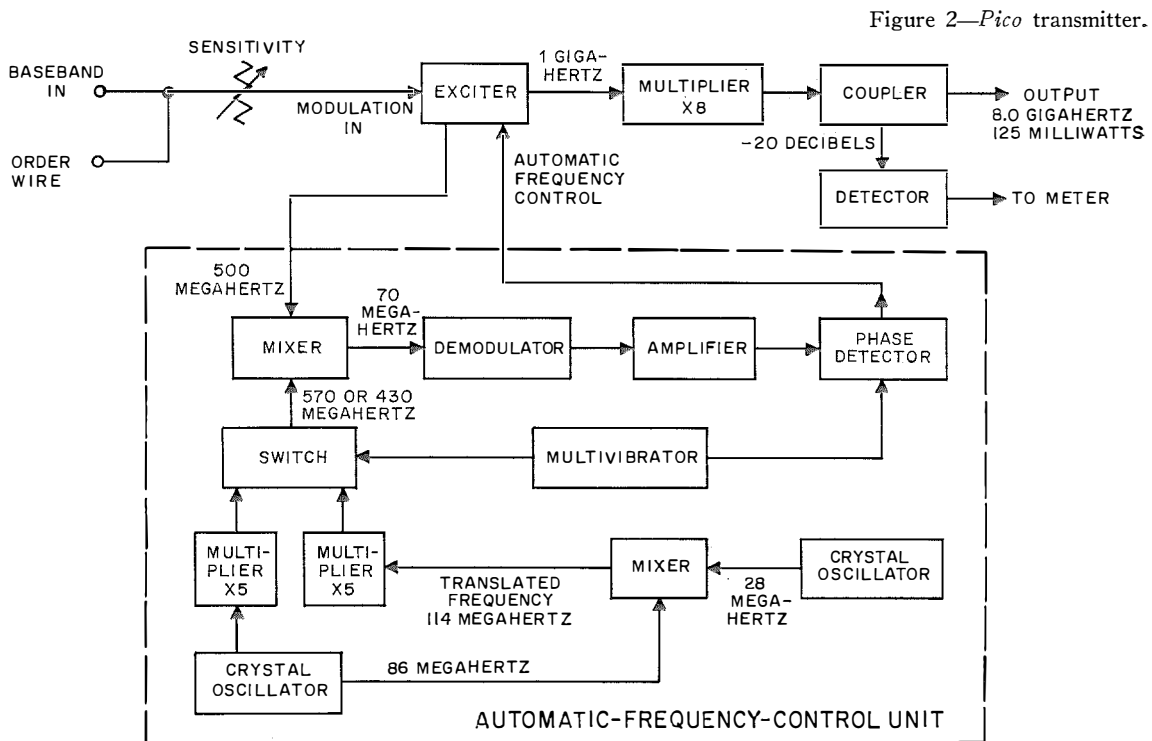 Figure 2—Pico transmitter.
SENSITIVITY
BASEBAND
IN
MODULATION
IN
ORDER
WIRE
EXCITER
1 GIGA-
HERTZ
MULTIPLIER
X8
COUPLER
OUTPUT
8.0 GIGAHERTZ
125 MILLIWATTS
-20 DECIBELS
DETECTOR
TO METER
AUTOMATIC
FREQUENCY
CONTROL
500
MEGAHERTZ
MIXER
70
MEGA-
HERTZ
DEMODULATOR
AMPLIFIER
PHASE
DETECTOR
570 OR 430
MEGAHERTZ
SWITCH
MULTIVIBRATOR
MULTI-
PLIER
X5
MULTI-
PLIER
X5
TRANSLATED
FREQUENCY
114 MEGAHERTZ
MIXER
28
MEGA-
HERTZ
CRYSTAL
OSCILLATOR
CRYSTAL
OSCILLATOR
86 MEGAHERTZ
AUTOMATIC-FREQUENCY-CONTROL UNIT